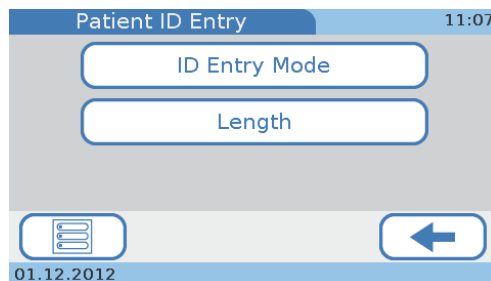 Patient ID Entry 11:07
ID Entry Mode
Length
01.12.2012